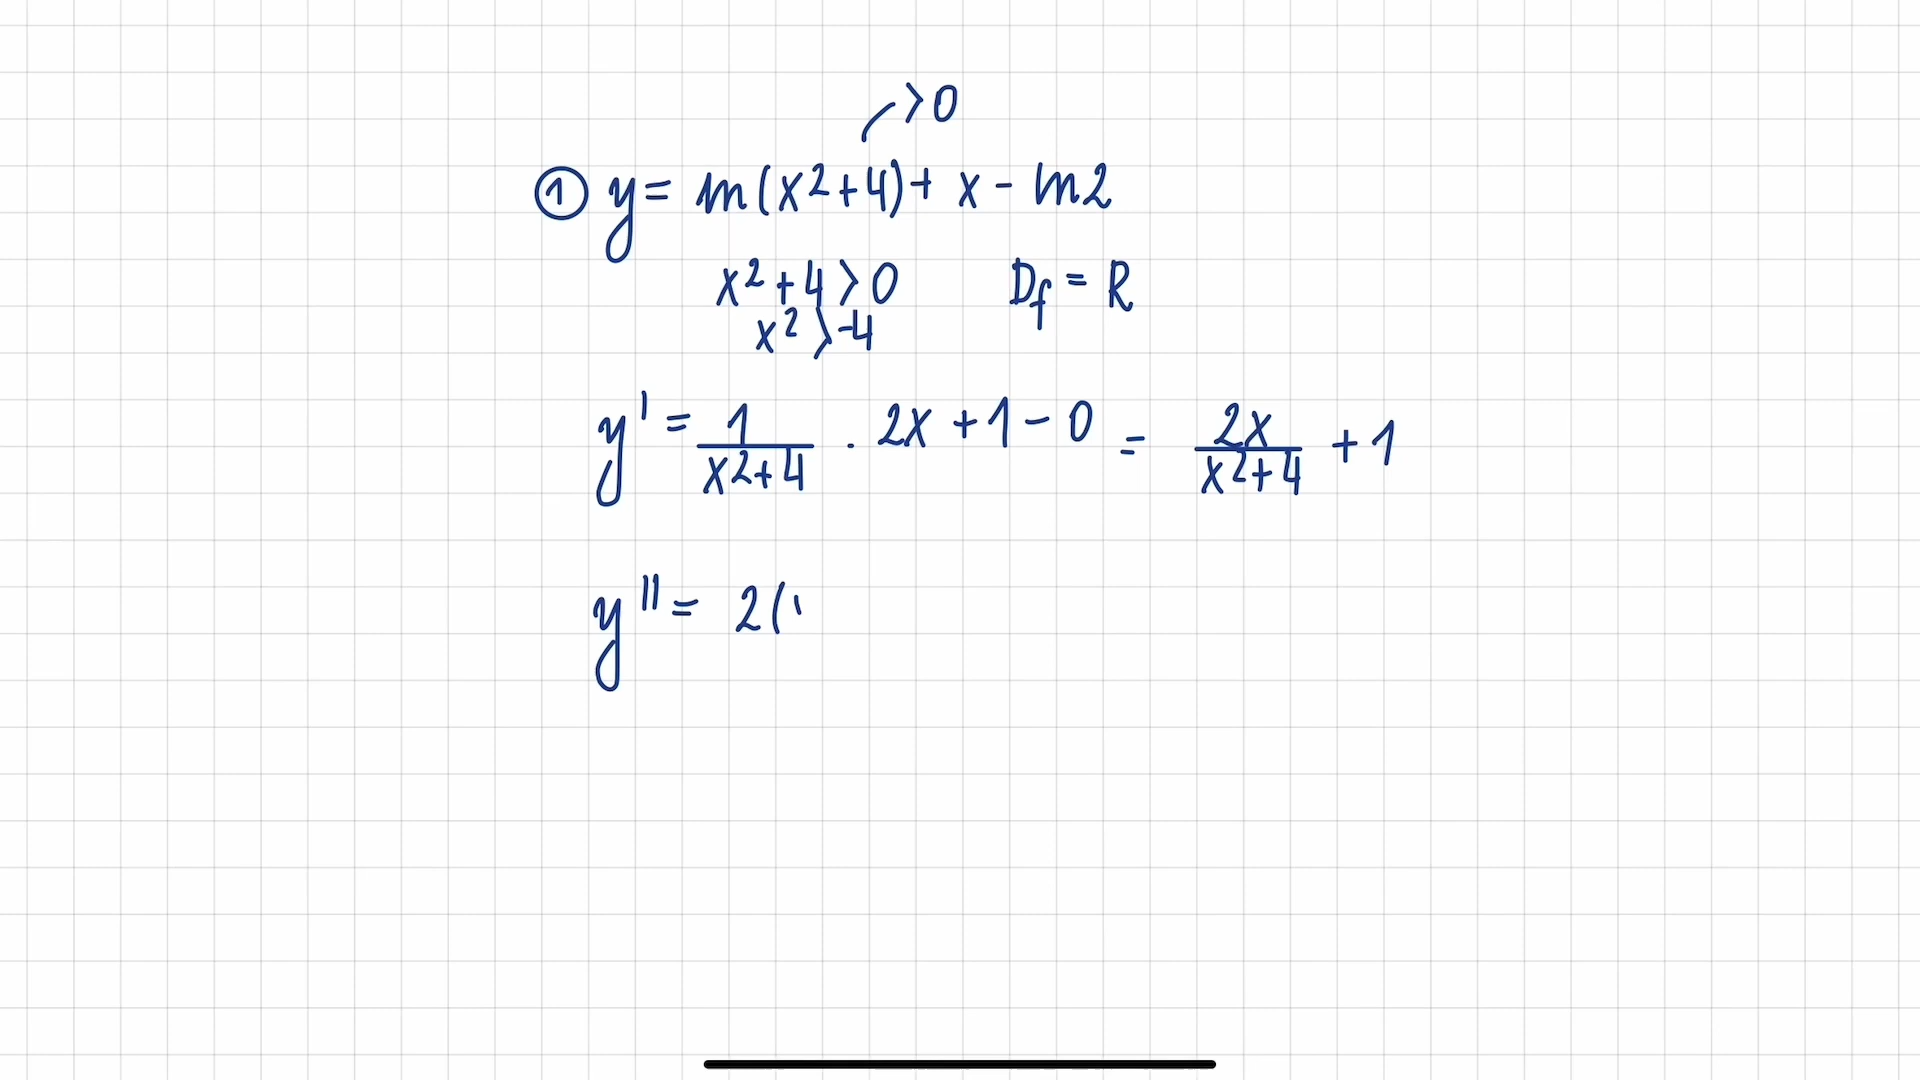 >0
① y = ln(x²+4) + x - ln2
x²+4>0 D_f = R
x²>-4
y' = 1/(x²+4) · 2x + 1 - 0 = 2x/(x²+4) + 1
y'' = 2(